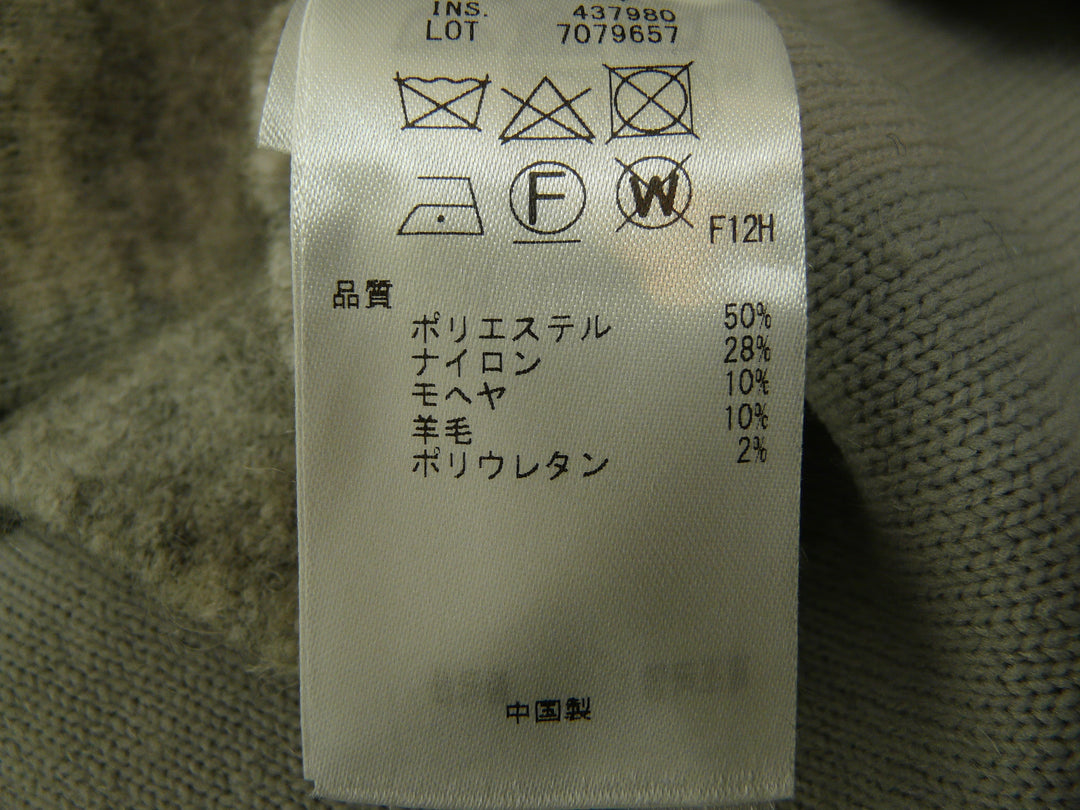 INS. 437980
LOT 7079657
F W F12H
品質
ポリエステル 50%
ナイロン 28%
モヘヤ 10%
羊毛 10%
ポリウレタン 2%
中国製